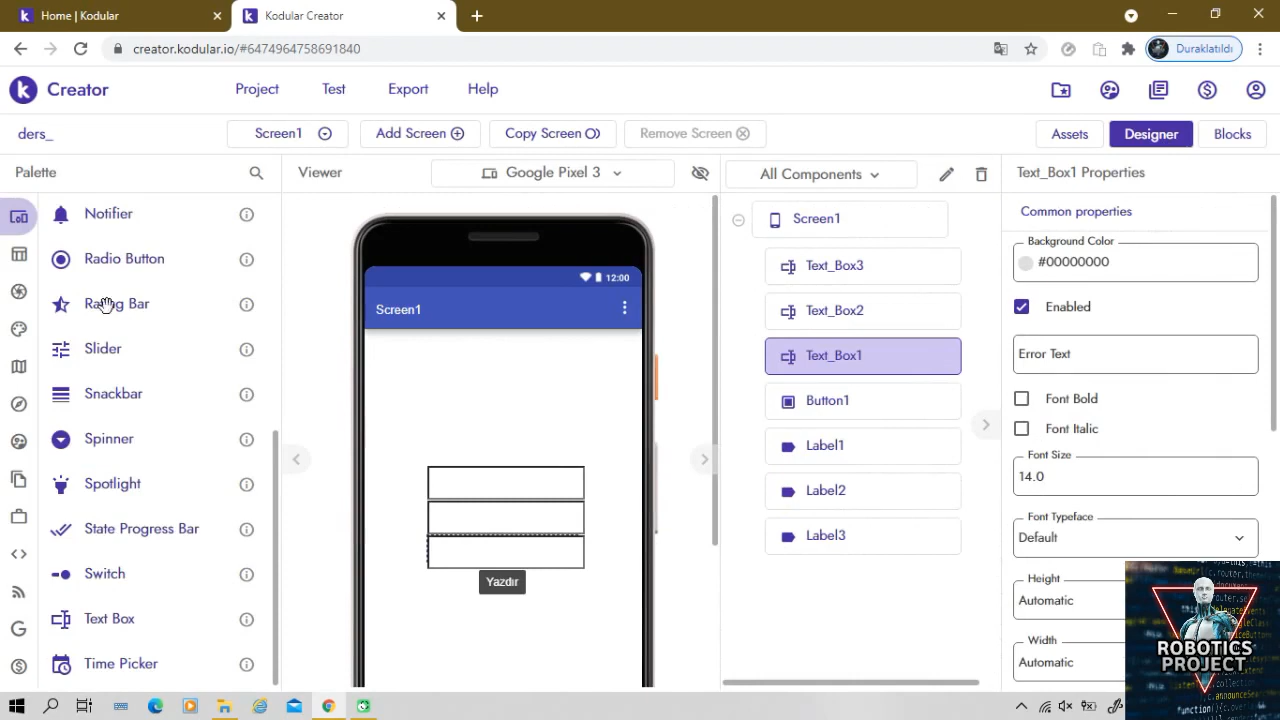 Home | Kodular
Kodular Creator
creator.kodular.io/#6474964758691840
Duraklatıldı
Creator
Project
Test
Export
Help
ders_
Screen1
Add Screen
Copy Screen
Remove Screen
Assets
Designer
Blocks
Palette
Viewer
Google Pixel 3
All Components
Text_Box1 Properties
Notifier
Radio Button
Rating Bar
Slider
Snackbar
Spinner
Spotlight
State Progress Bar
Switch
Text Box
Time Picker
12:00
Screen1
Yazdır
Screen1
Text_Box3
Text_Box2
Text_Box1
Button1
Label1
Label2
Label3
Common properties
Background Color
#00000000
Enabled
Error Text
Font Bold
Font Italic
Font Size
14.0
Font Typeface
Default
Height
Automatic
Width
Automatic
ROBOTICS
PROJECT